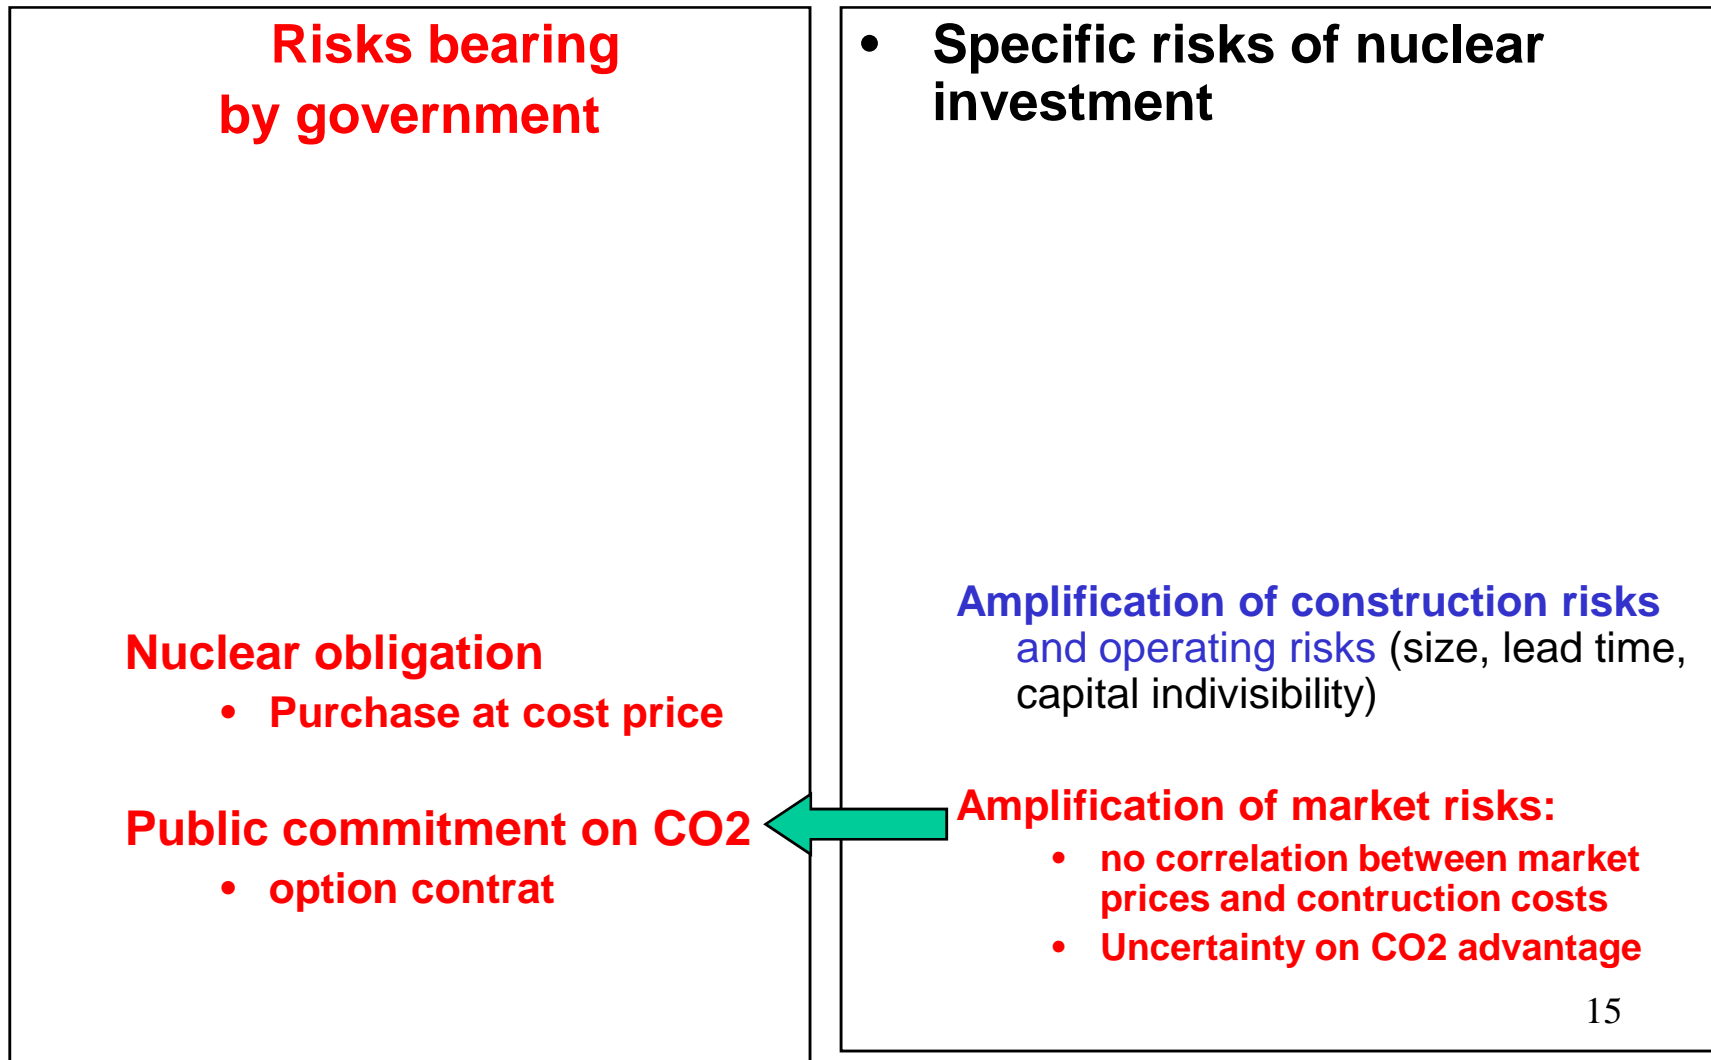 Risks bearing
by government
Nuclear obligation
• Purchase at cost price
Public commitment on CO2
• option contrat
• Specific risks of nuclear
investment
Amplification of construction risks
and operating risks (size, lead time,
capital indivisibility)
Amplification of market risks:
• no correlation between market
prices and contruction costs
• Uncertainty on CO2 advantage
15